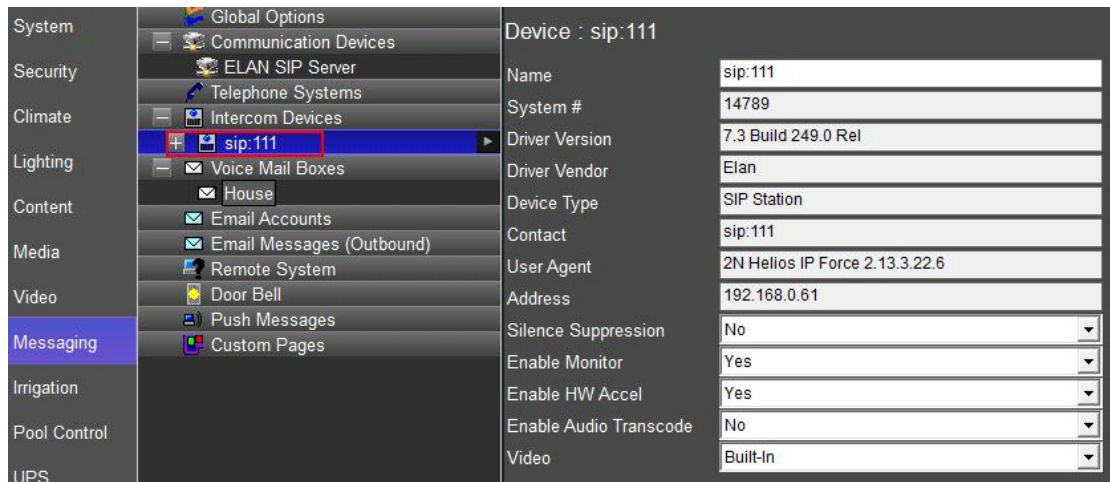 System
Security
Climate
Lighting
Content
Media
Video
Messaging
Irrigation
Pool Control
UPS
Global Options
Communication Devices
ELAN SIP Server
Telephone Systems
Intercom Devices
sip:111
Voice Mail Boxes
House
Email Accounts
Email Messages (Outbound)
Remote System
Door Bell
Push Messages
Custom Pages
Device : sip:111
Name sip:111
System # 14789
Driver Version 7.3 Build 249.0 Rel
Driver Vendor Elan
Device Type SIP Station
Contact sip:111
User Agent 2N Helios IP Force 2.13.3.22.6
Address 192.168.0.61
Silence Suppression No
Enable Monitor Yes
Enable HW Accel Yes
Enable Audio Transcode No
Video Built-In